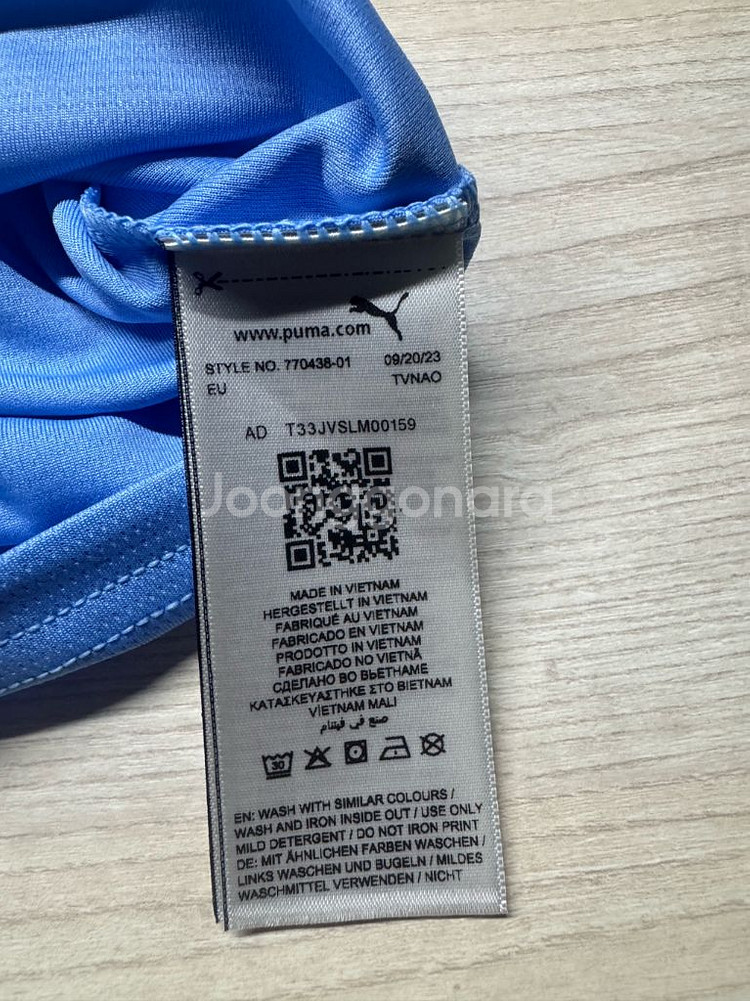 www.puma.com
STYLE NO. 770438-01 09/20/23
EU TVNAO
AD T33JVSLM00159
Joonggonara
MADE IN VIETNAM
HERGESTELLT IN VIETNAM
FABRIQUÉ AU VIETNAM
FABRICADO EN VIETNAM
PRODOTTO IN VIETNAM
FABRICADO NO VIETNÃ
СДЕЛАНО ВО ВЬЕТНАМЕ
ΚΑΤΑΣΚΕΥΑΣΤΗΚΕ ΣΤΟ ΒΙΕΤΝΑΜ
VİETNAM MALI
صنع في فيتنام
30
EN: WASH WITH SIMILAR COLOURS /
WASH AND IRON INSIDE OUT / USE ONLY
MILD DETERGENT / DO NOT IRON PRINT
DE: MIT ÄHNLICHEN FARBEN WASCHEN /
LINKS WASCHEN UND BUGELN / MILDES
WASCHMITTEL VERWENDEN / NICHT